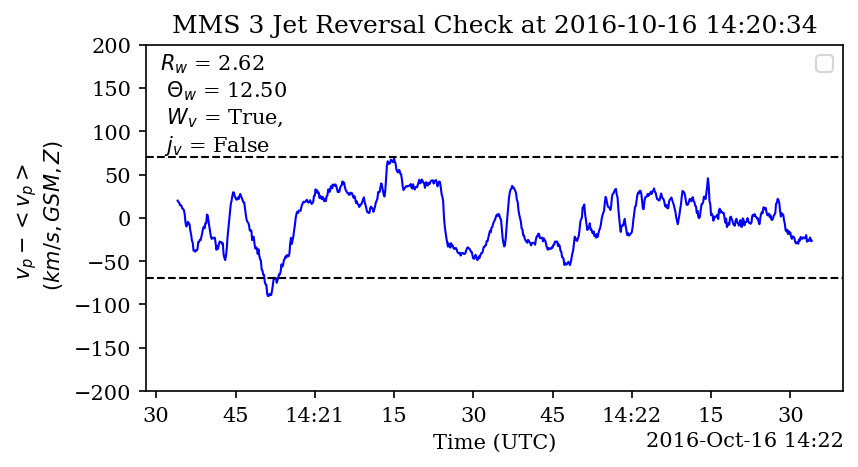 MMS 3 Jet Reversal Check at 2016-10-16 14:20:34
R_w = 2.62
Θ_w = 12.50
W_v = True,
j_v = False
200
150
100
50
0
−50
−100
−150
−200
v_p − < v_p >
(km/s, GSM, Z)
30 45 14:21 15 30 45 14:22 15 30
Time (UTC)
2016-Oct-16 14:22